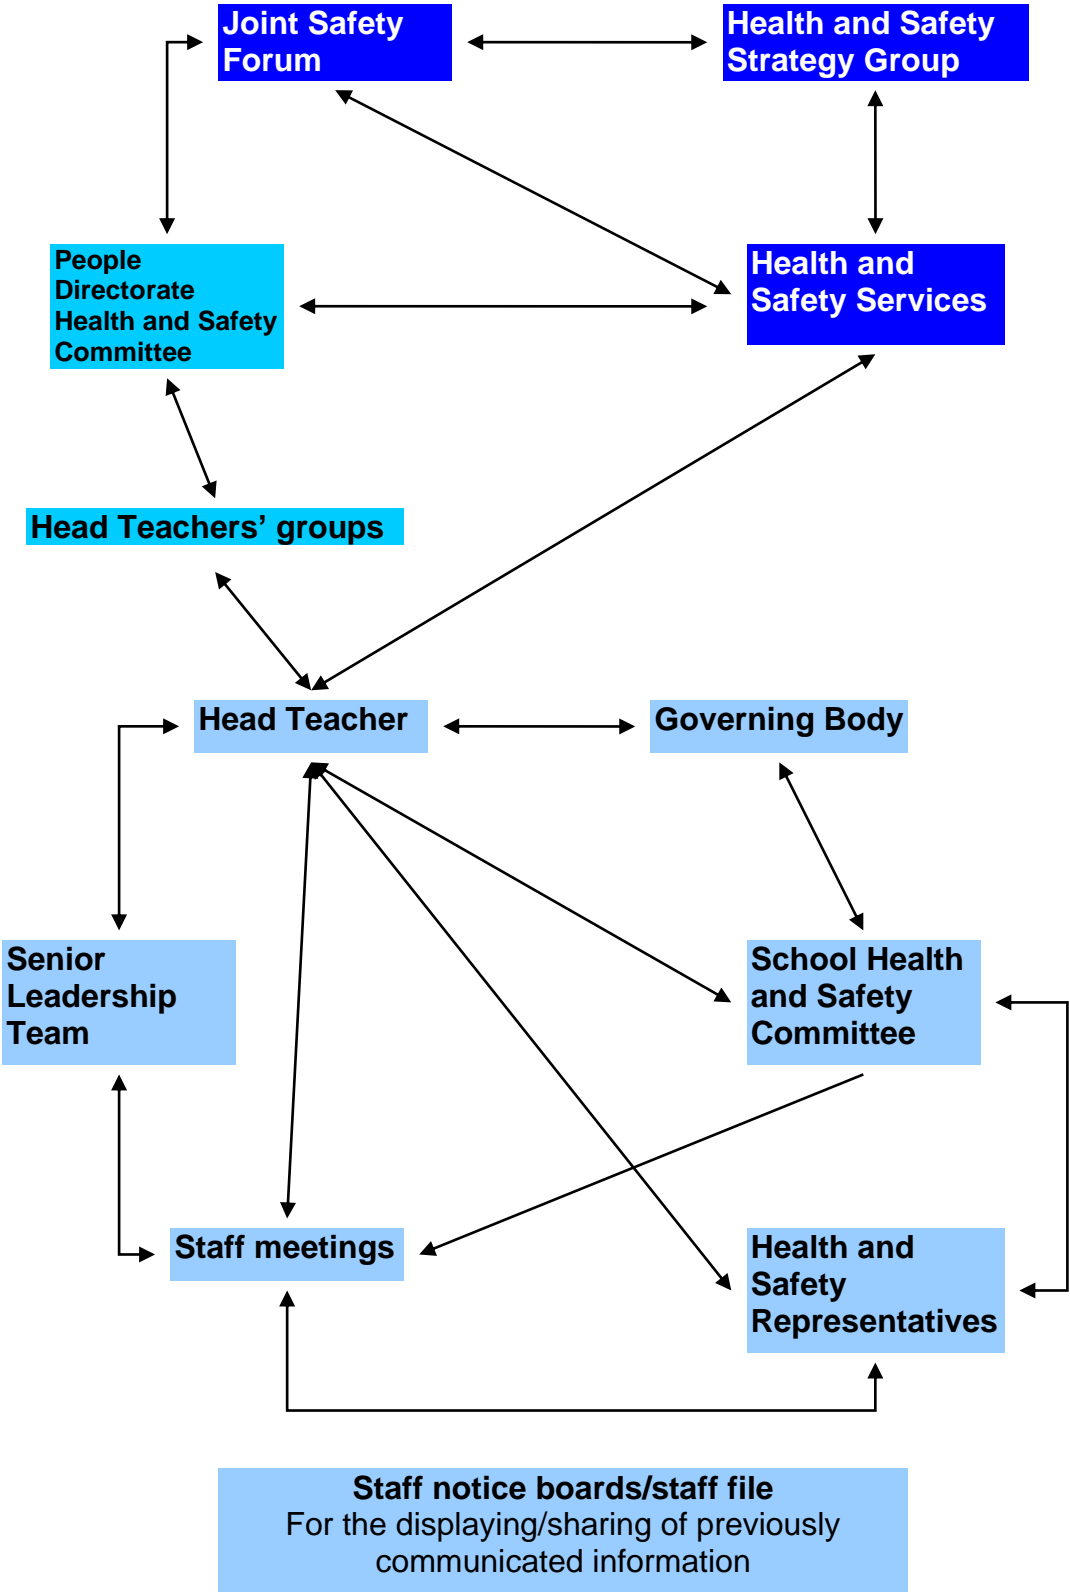 Joint Safety
Forum
Health and Safety
Strategy Group
People
Directorate
Health and Safety
Committee
Health and
Safety Services
Head Teachers’ groups
Head Teacher
Governing Body
Senior
Leadership
Team
School Health
and Safety
Committee
Staff meetings
Health and
Safety
Representatives
Staff notice boards/staff file
For the displaying/sharing of previously
communicated information